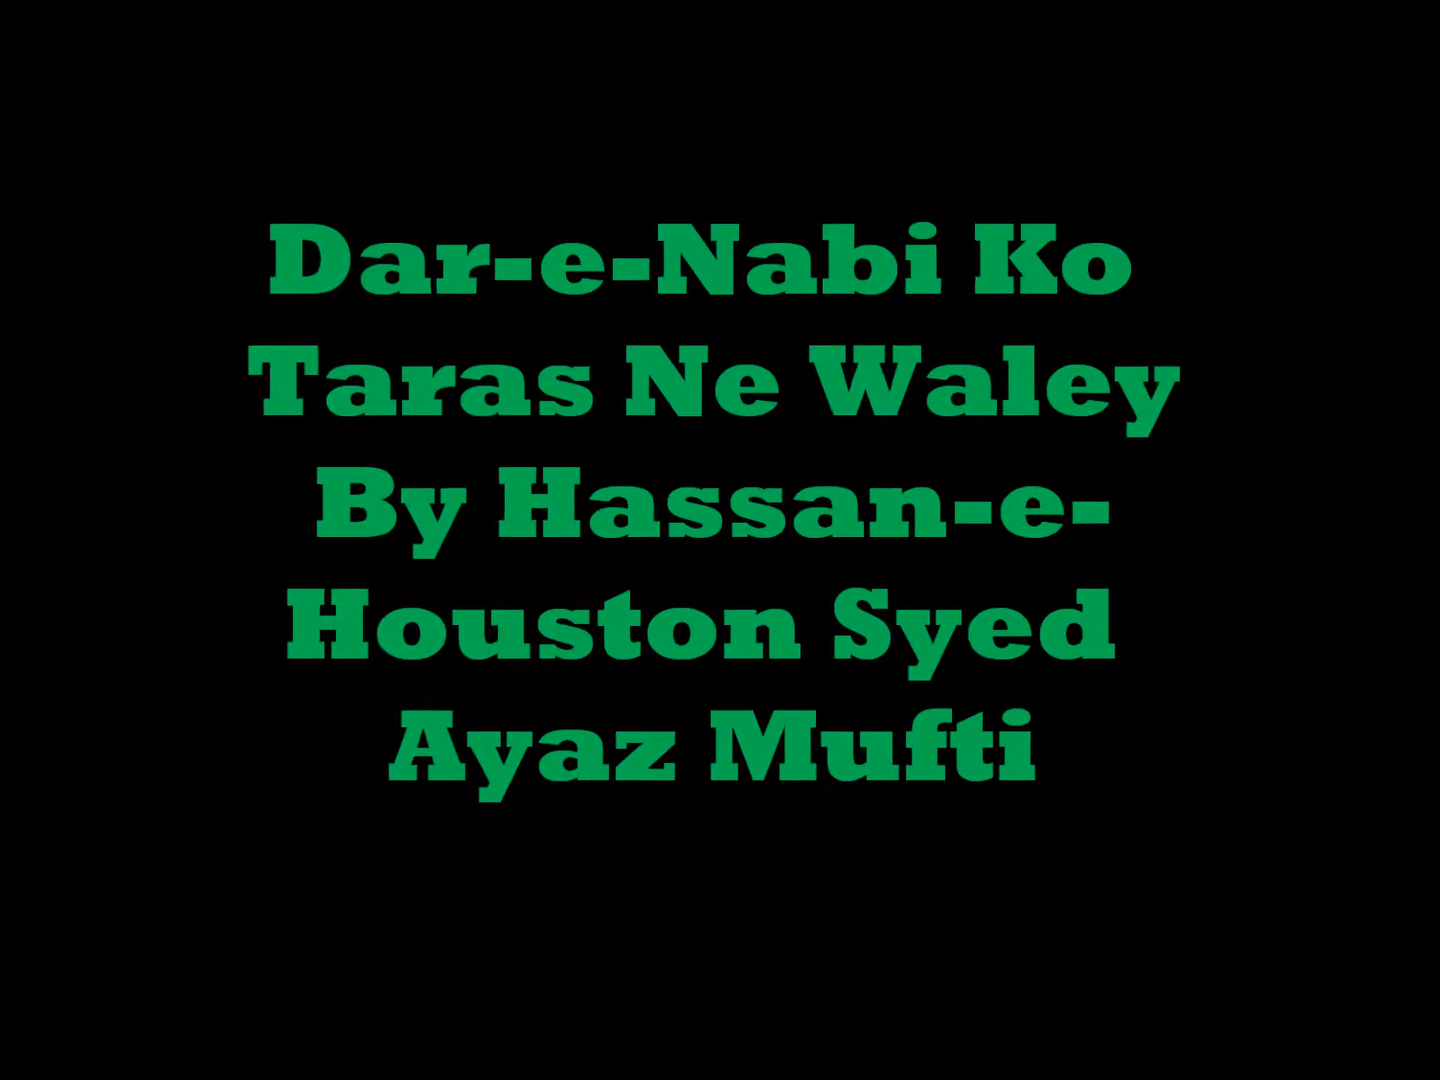 Dar-e-Nabi Ko
Taras Ne Waley
By Hassan-e-
Houston Syed
Ayaz Mufti